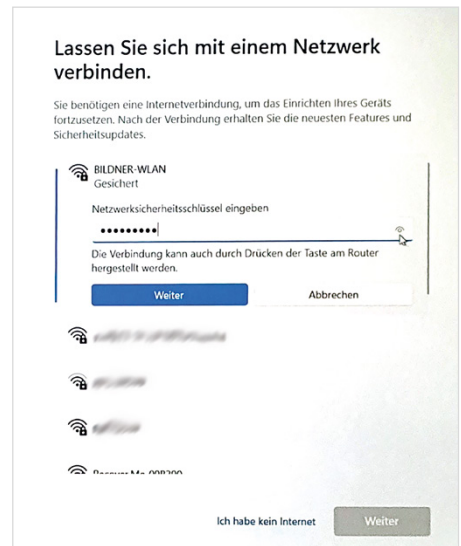 Lassen Sie sich mit einem Netzwerk
verbinden.
Sie benötigen eine Internetverbindung, um das Einrichten Ihres Geräts
fortzusetzen. Nach der Verbindung erhalten Sie die neuesten Features und
Sicherheitsupdates.
BILDNER-WLAN
Gesichert
Netzwerksicherheitsschlüssel eingeben
•••••••••
Die Verbindung kann auch durch Drücken der Taste am Router
hergestellt werden.
Weiter
Abbrechen
Ich habe kein Internet
Weiter